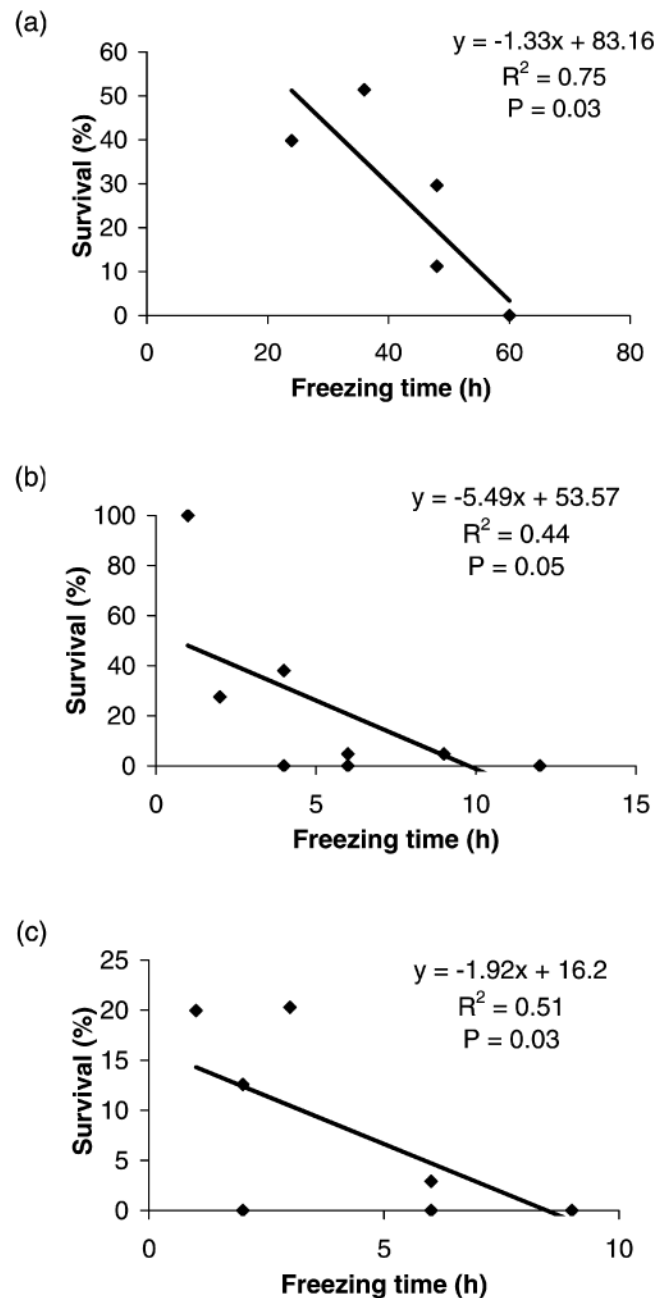 (a)
y = -1.33x + 83.16
R² = 0.75
P = 0.03
60
50
40
30
20
10
0
Survival (%)
0 20 40 60 80
Freezing time (h)
(b)
y = -5.49x + 53.57
R² = 0.44
P = 0.05
100
80
60
40
20
0
Survival (%)
0 5 10 15
Freezing time (h)
(c)
y = -1.92x + 16.2
R² = 0.51
P = 0.03
25
20
15
10
5
0
Survival (%)
0 5 10
Freezing time (h)